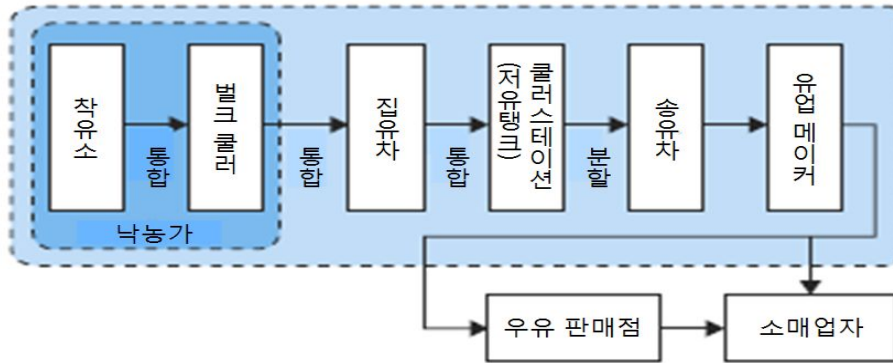 착유소
통합
벌크 쿨러
통합
집유차
통합
쿨러스테이션
(저유탱크)
분할
송유차
유업 메이커
낙농가
우유 판매점
소매업자